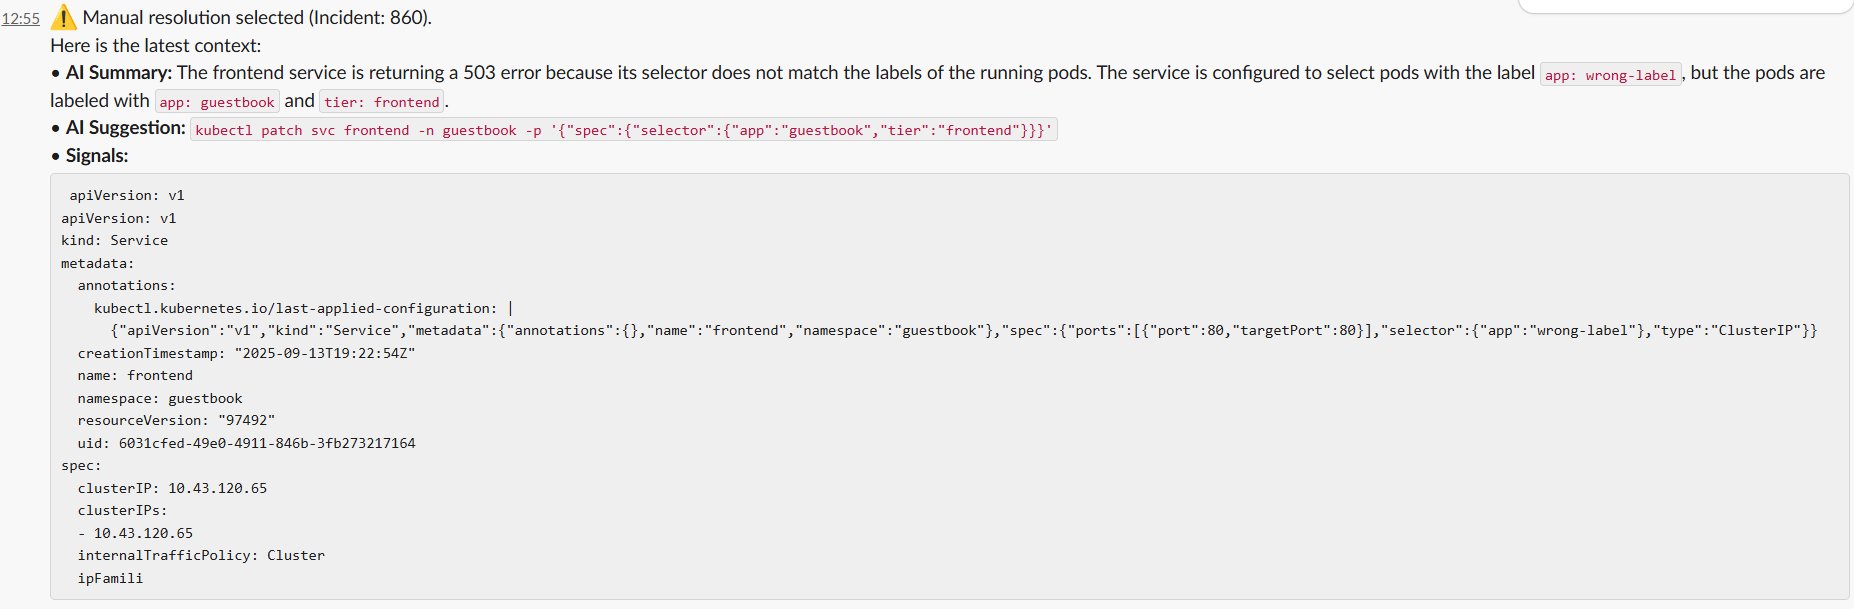 12:55 ⚠️ Manual resolution selected (Incident: 860).
Here is the latest context:
• AI Summary: The frontend service is returning a 503 error because its selector does not match the labels of the running pods. The service is configured to select pods with the label app: wrong-label, but the pods are
labeled with app: guestbook and tier: frontend.
• AI Suggestion: kubectl patch svc frontend -n guestbook -p '{"spec":{"selector":{"app":"guestbook","tier":"frontend"}}}'
• Signals:
 apiVersion: v1
apiVersion: v1
kind: Service
metadata:
  annotations:
    kubectl.kubernetes.io/last-applied-configuration: |
      {"apiVersion":"v1","kind":"Service","metadata":{"annotations":{},"name":"frontend","namespace":"guestbook"},"spec":{"ports":[{"port":80,"targetPort":80}],"selector":{"app":"wrong-label"},"type":"ClusterIP"}}
  creationTimestamp: "2025-09-13T19:22:54Z"
  name: frontend
  namespace: guestbook
  resourceVersion: "97492"
  uid: 6031cfed-49e0-4911-846b-3fb273217164
spec:
  clusterIP: 10.43.120.65
  clusterIPs:
  - 10.43.120.65
  internalTrafficPolicy: Cluster
  ipFamili